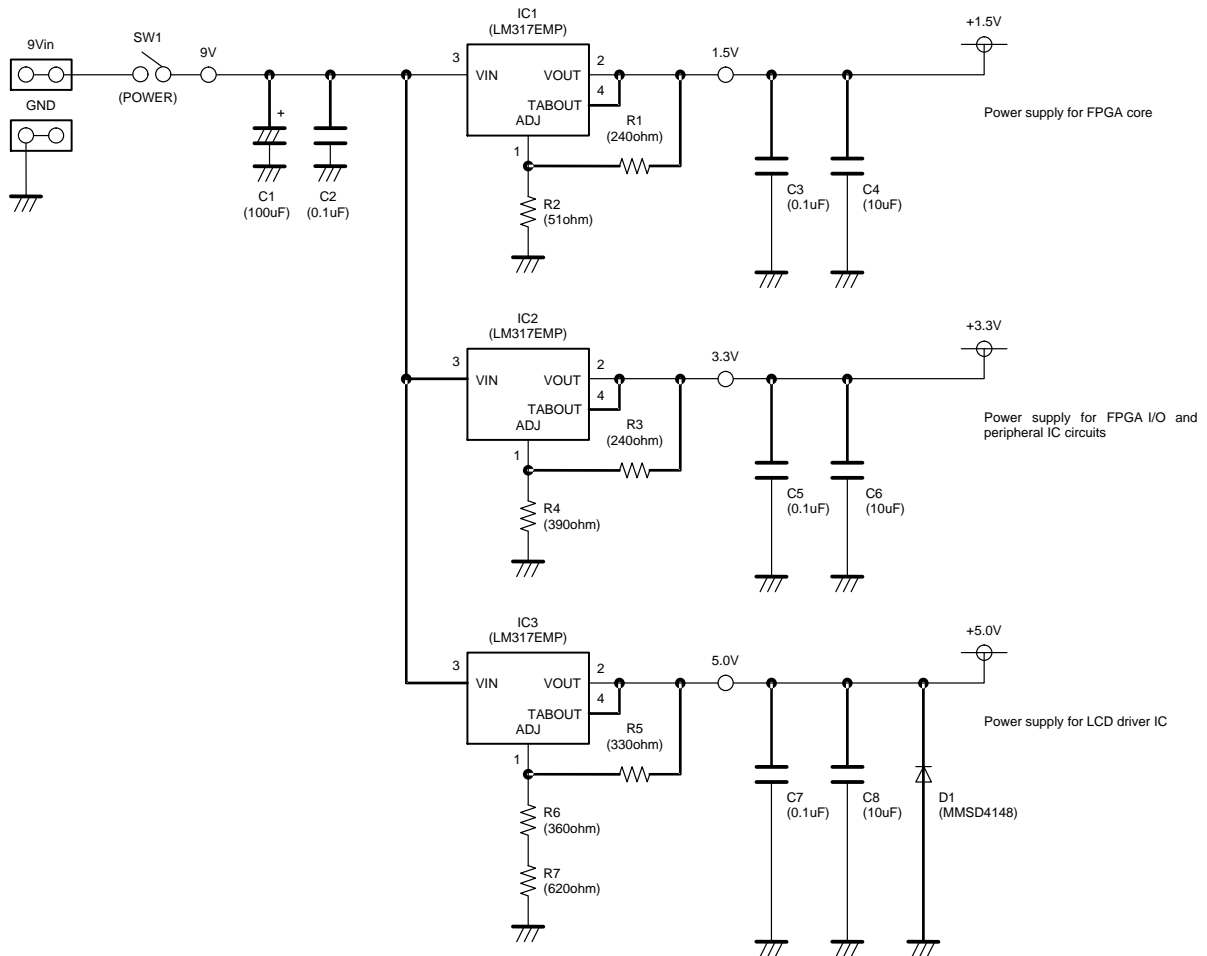 9Vin
GND
SW1
(POWER)
9V
+
C1
(100uF)
C2
(0.1uF)
IC1
(LM317EMP)
3
VIN
VOUT
2
4
TABOUT
ADJ
1
R1
(240ohm)
R2
(51ohm)
1.5V
C3
(0.1uF)
C4
(10uF)
+1.5V
Power supply for FPGA core
IC2
(LM317EMP)
3
VIN
VOUT
2
4
TABOUT
ADJ
1
R3
(240ohm)
R4
(390ohm)
3.3V
C5
(0.1uF)
C6
(10uF)
+3.3V
Power supply for FPGA I/O and
peripheral IC circuits
IC3
(LM317EMP)
3
VIN
VOUT
2
4
TABOUT
ADJ
1
R5
(330ohm)
R6
(360ohm)
R7
(620ohm)
5.0V
C7
(0.1uF)
C8
(10uF)
D1
(MMSD4148)
+5.0V
Power supply for LCD driver IC